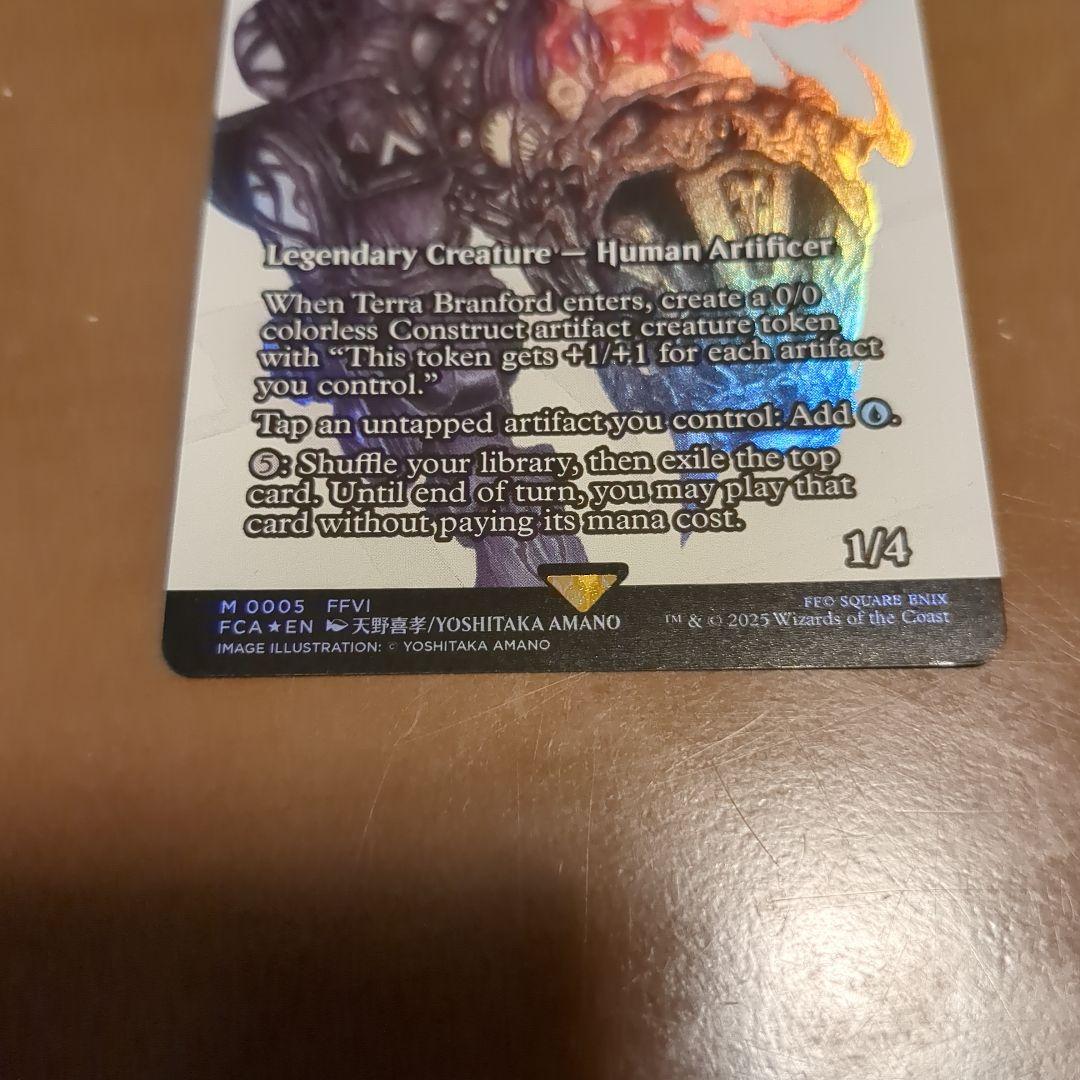 Legendary Creature — Human Artificer
When Terra Branford enters, create a 0/0
colorless Construct artifact creature token
with “This token gets +1/+1 for each artifact
you control.”
Tap an untapped artifact you control: Add 💧.
⑤: Shuffle your library, then exile the top
card. Until end of turn, you may play that
card without paying its mana cost.
1/4
M 0005 FFVI
FCA★EN 天野喜孝/YOSHITAKA AMANO
IMAGE ILLUSTRATION: © YOSHITAKA AMANO
FF© SQUARE ENIX
™ & © 2025 Wizards of the Coast